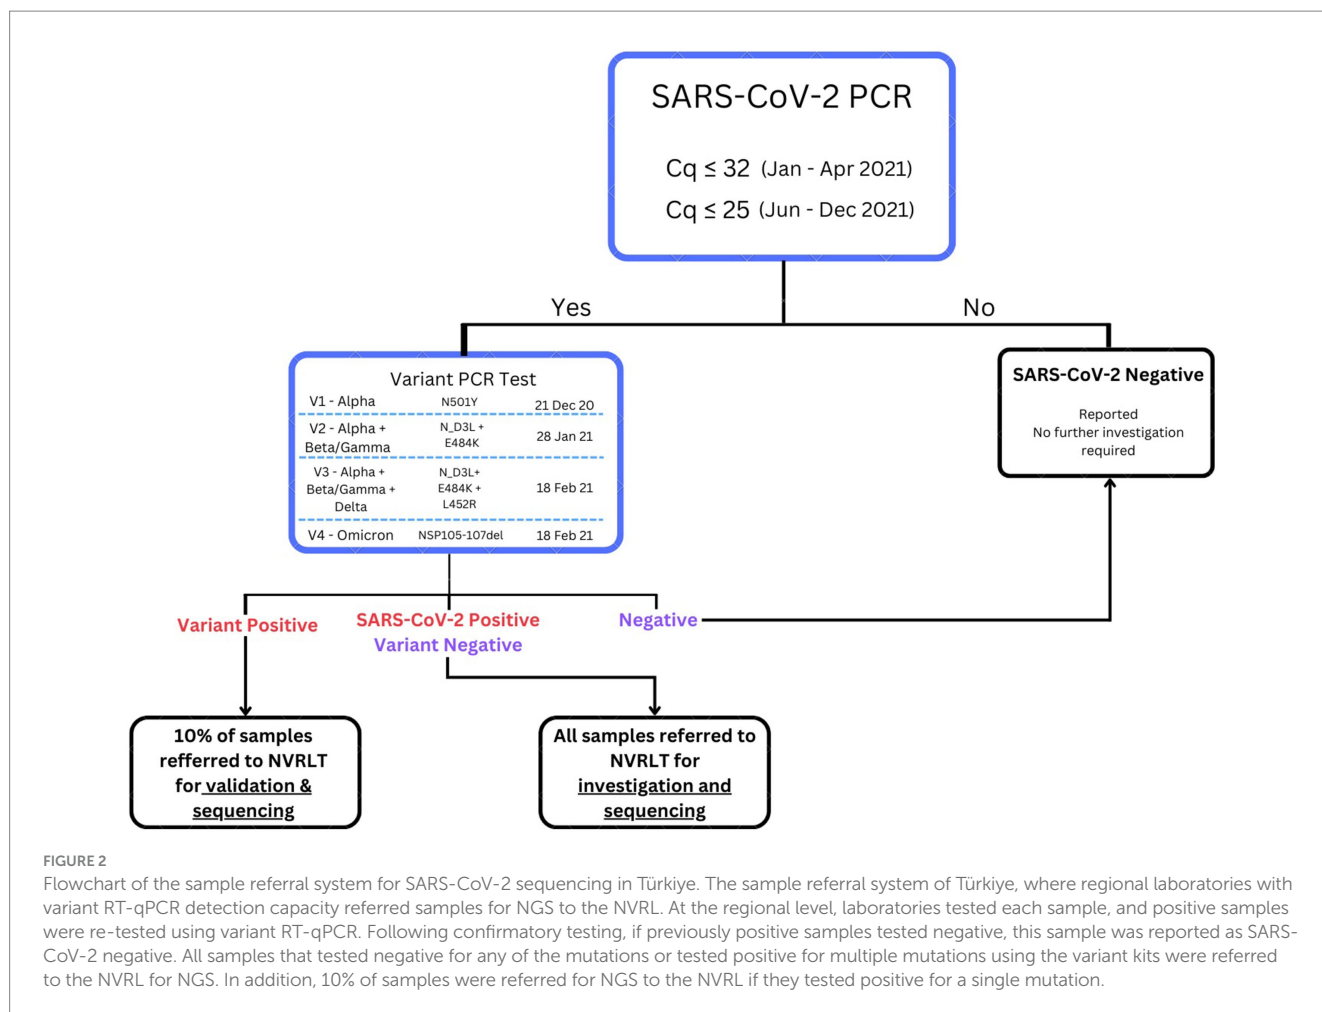 SARS-CoV-2 PCR
Cq ≤ 32 (Jan - Apr 2021)
Cq ≤ 25 (Jun - Dec 2021)
Yes
No
Variant PCR Test
V1 - Alpha N501Y 21 Dec 20
V2 - Alpha + Beta/Gamma N_D3L + E484K 28 Jan 21
V3 - Alpha + Beta/Gamma + Delta N_D3L+ E484K + L452R 18 Feb 21
V4 - Omicron NSP105-107del 18 Feb 21
SARS-CoV-2 Negative
Reported
No further investigation
required
Variant Positive
SARS-CoV-2 Positive
Variant Negative
Negative
10% of samples
refferred to NVRLT
for validation &
sequencing
All samples referred to
NVRLT for
investigation and
sequencing
FIGURE 2
Flowchart of the sample referral system for SARS-CoV-2 sequencing in Türkiye. The sample referral system of Türkiye, where regional laboratories with
variant RT-qPCR detection capacity referred samples for NGS to the NVRL. At the regional level, laboratories tested each sample, and positive samples
were re-tested using variant RT-qPCR. Following confirmatory testing, if previously positive samples tested negative, this sample was reported as SARS-
CoV-2 negative. All samples that tested negative for any of the mutations or tested positive for multiple mutations using the variant kits were referred
to the NVRL for NGS. In addition, 10% of samples were referred for NGS to the NVRL if they tested positive for a single mutation.